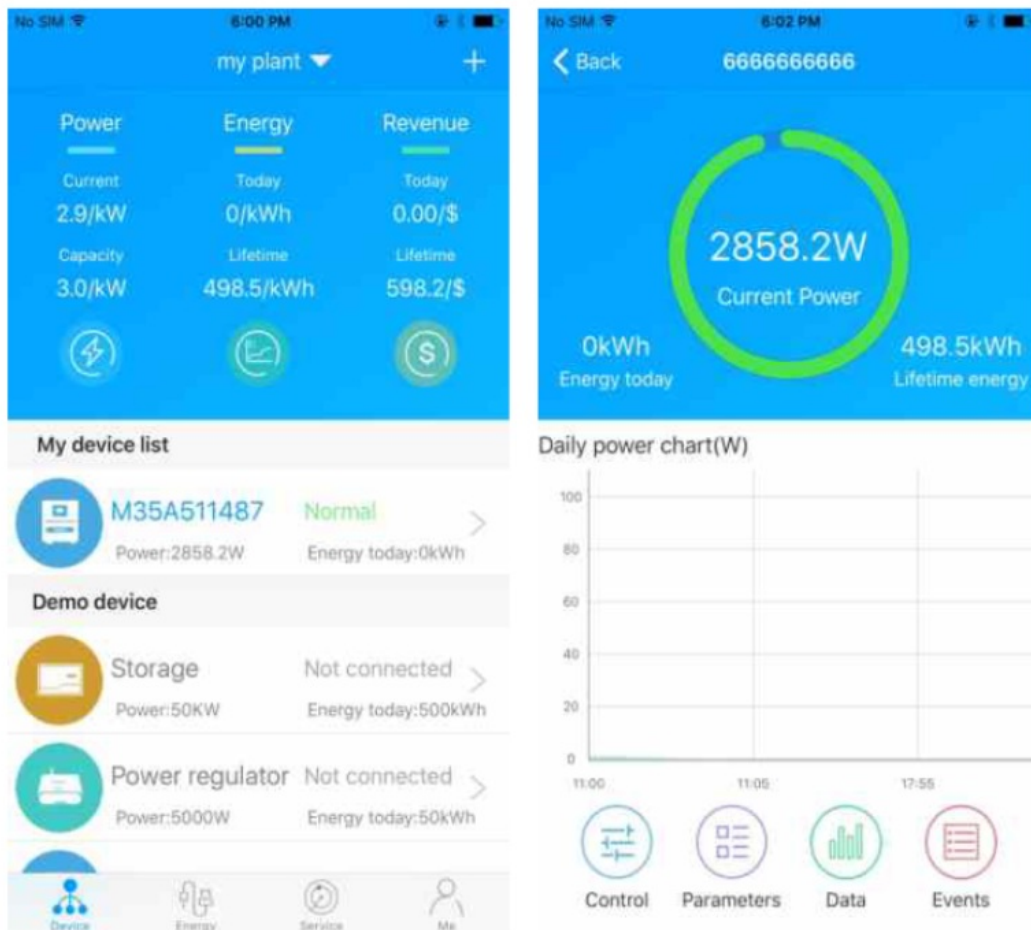 No SIM 6:00 PM
my plant
Power Energy Revenue
Current Today Today
2.9/kW 0/kWh 0.00/$
Capacity Lifetime Lifetime
3.0/kW 498.5/kWh 598.2/$
My device list
M35A511487 Normal
Power:2858.2W Energy today:0kWh
Demo device
Storage Not connected
Power:50KW Energy today:500kWh
Power regulator Not connected
Power:5000W Energy today:50kWh
Device Energy Service Me
No SIM 6:02 PM
Back 6666666666
2858.2W
Current Power
0kWh 498.5kWh
Energy today Lifetime energy
Daily power chart(W)
100
80
60
40
20
0
11:00 11:05 17:55
Control Parameters Data Events